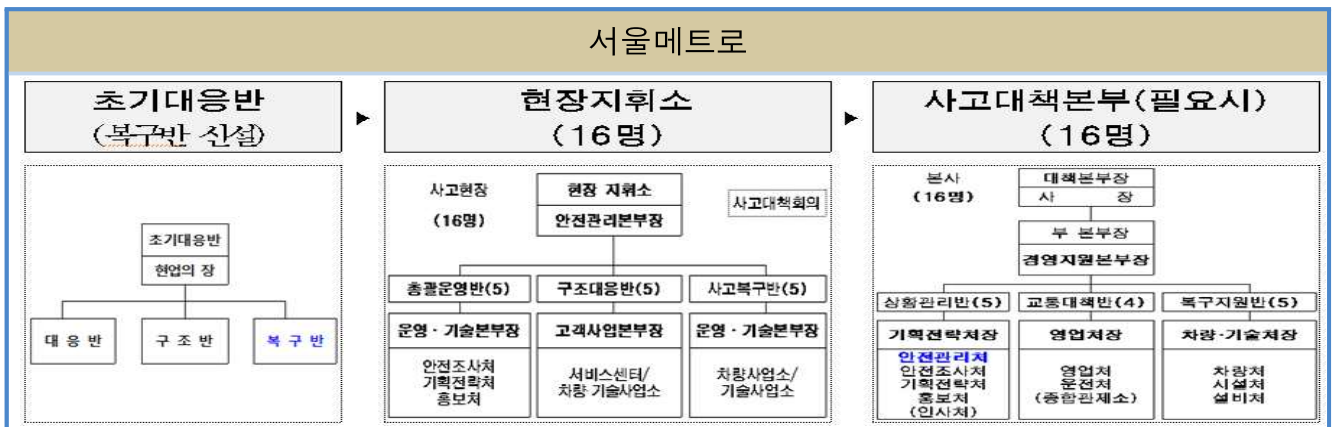 서울메트로
초기대응반
(복구반 신설)
▶
현장지휘소
(16명)
▶
사고대책본부(필요시)
(16명)
초기대응반
현업의 장
대 응 반
구 조 반
복 구 반
사고현장
(16명)
현장 지휘소
안전관리본부장
사고대책회의
총괄운영반(5)
구조대응반(5)
사고복구반(5)
운영·기술본부장
고객사업본부장
운영·기술본부장
안전조사처
기획전략처
홍보처
서비스센터/
차량 기술사업소
차량사업소/
기술사업소
본사
(16명)
대책본부장
사 장
부 본부장
경영지원본부장
상황관리반(5)
교통대책반(4)
복구지원반(5)
기획전략처장
영업처장
차량·기술처장
안전관리처
안전조사처
기획전략처
홍보처
(인사처)
영업처
운전처
(종합관제소)
차량처
시설처
설비처